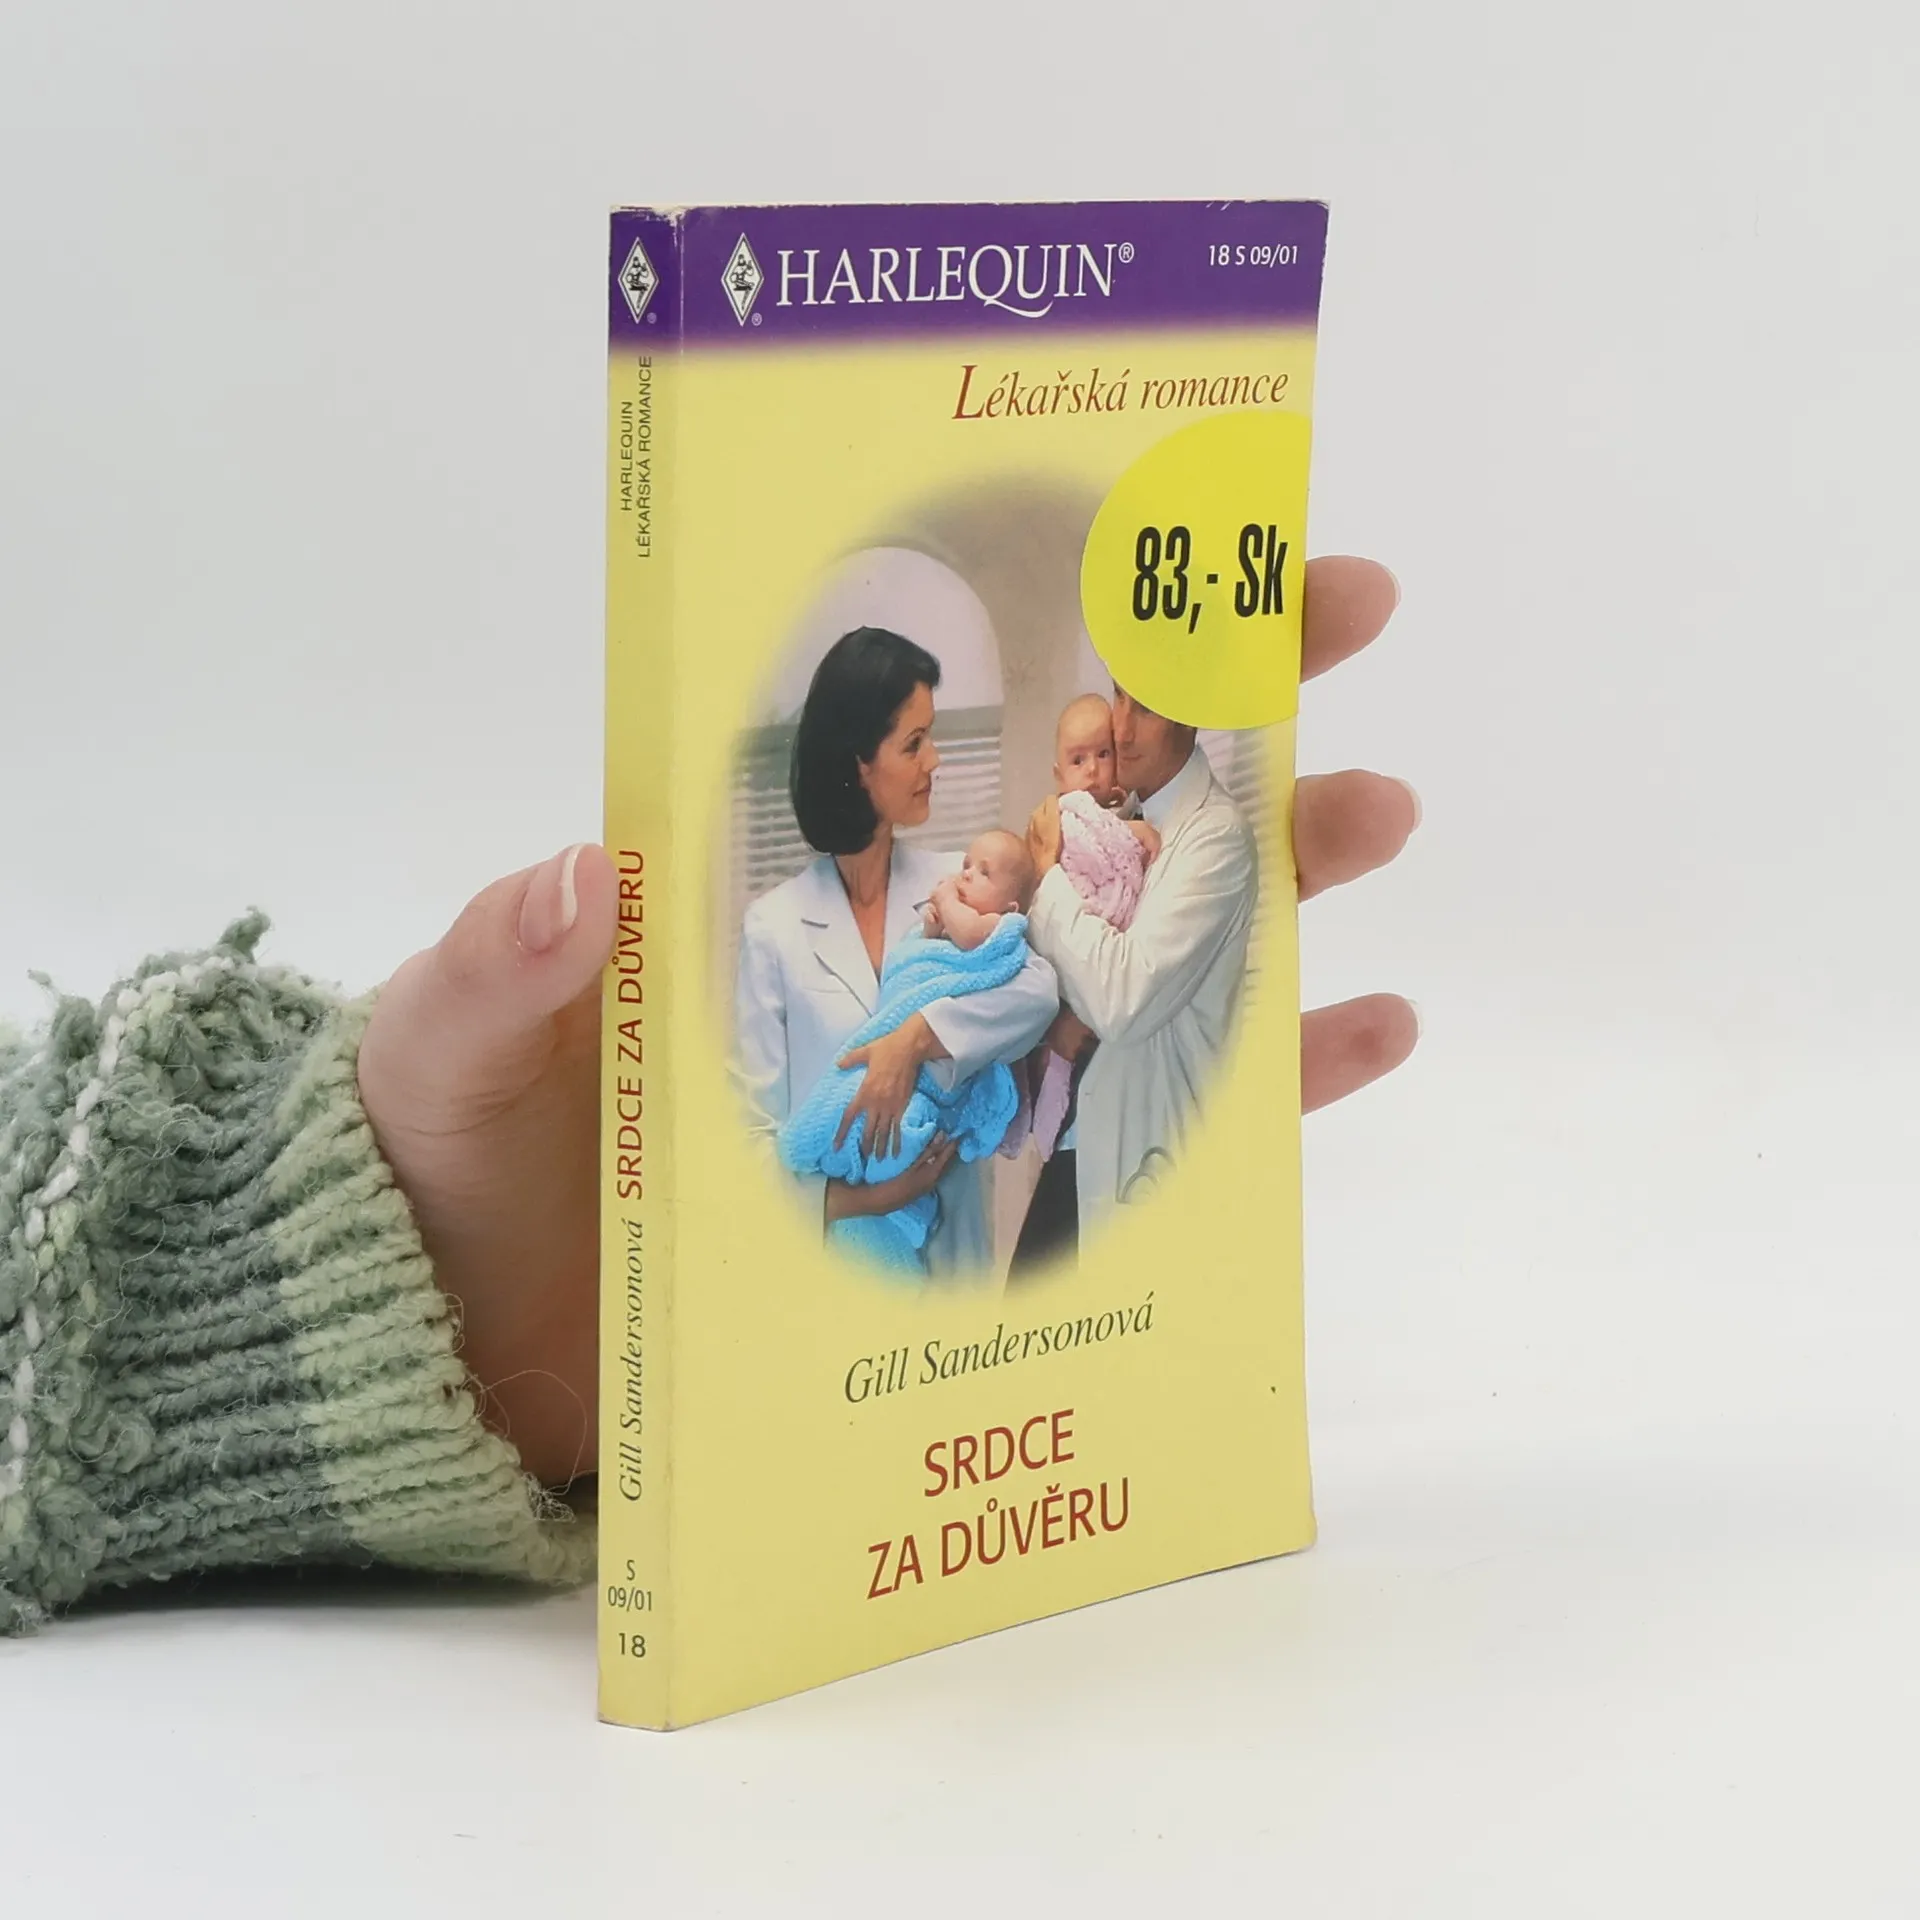 HARLEQUIN®
18 S 09/01
Lékařská romance
83,- Sk
Gill Sandersonová
SRDCE
ZA DŮVĚRU
HARLEQUIN
LÉKAŘSKÁ ROMANCE
Gill Sandersonová SRDCE ZA DŮVĚRU
S
09/01
18